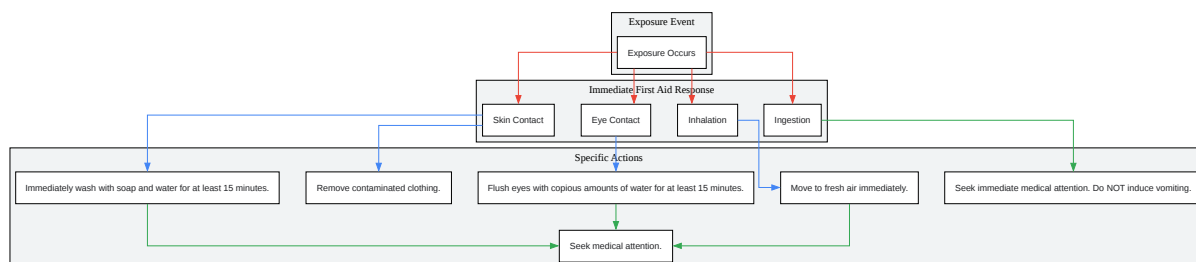 Exposure Event
Exposure Occurs
Immediate First Aid Response
Skin Contact
Eye Contact
Inhalation
Ingestion
Specific Actions
Immediately wash with soap and water for at least 15 minutes.
Remove contaminated clothing.
Flush eyes with copious amounts of water for at least 15 minutes.
Move to fresh air immediately.
Seek immediate medical attention. Do NOT induce vomiting.
Seek medical attention.